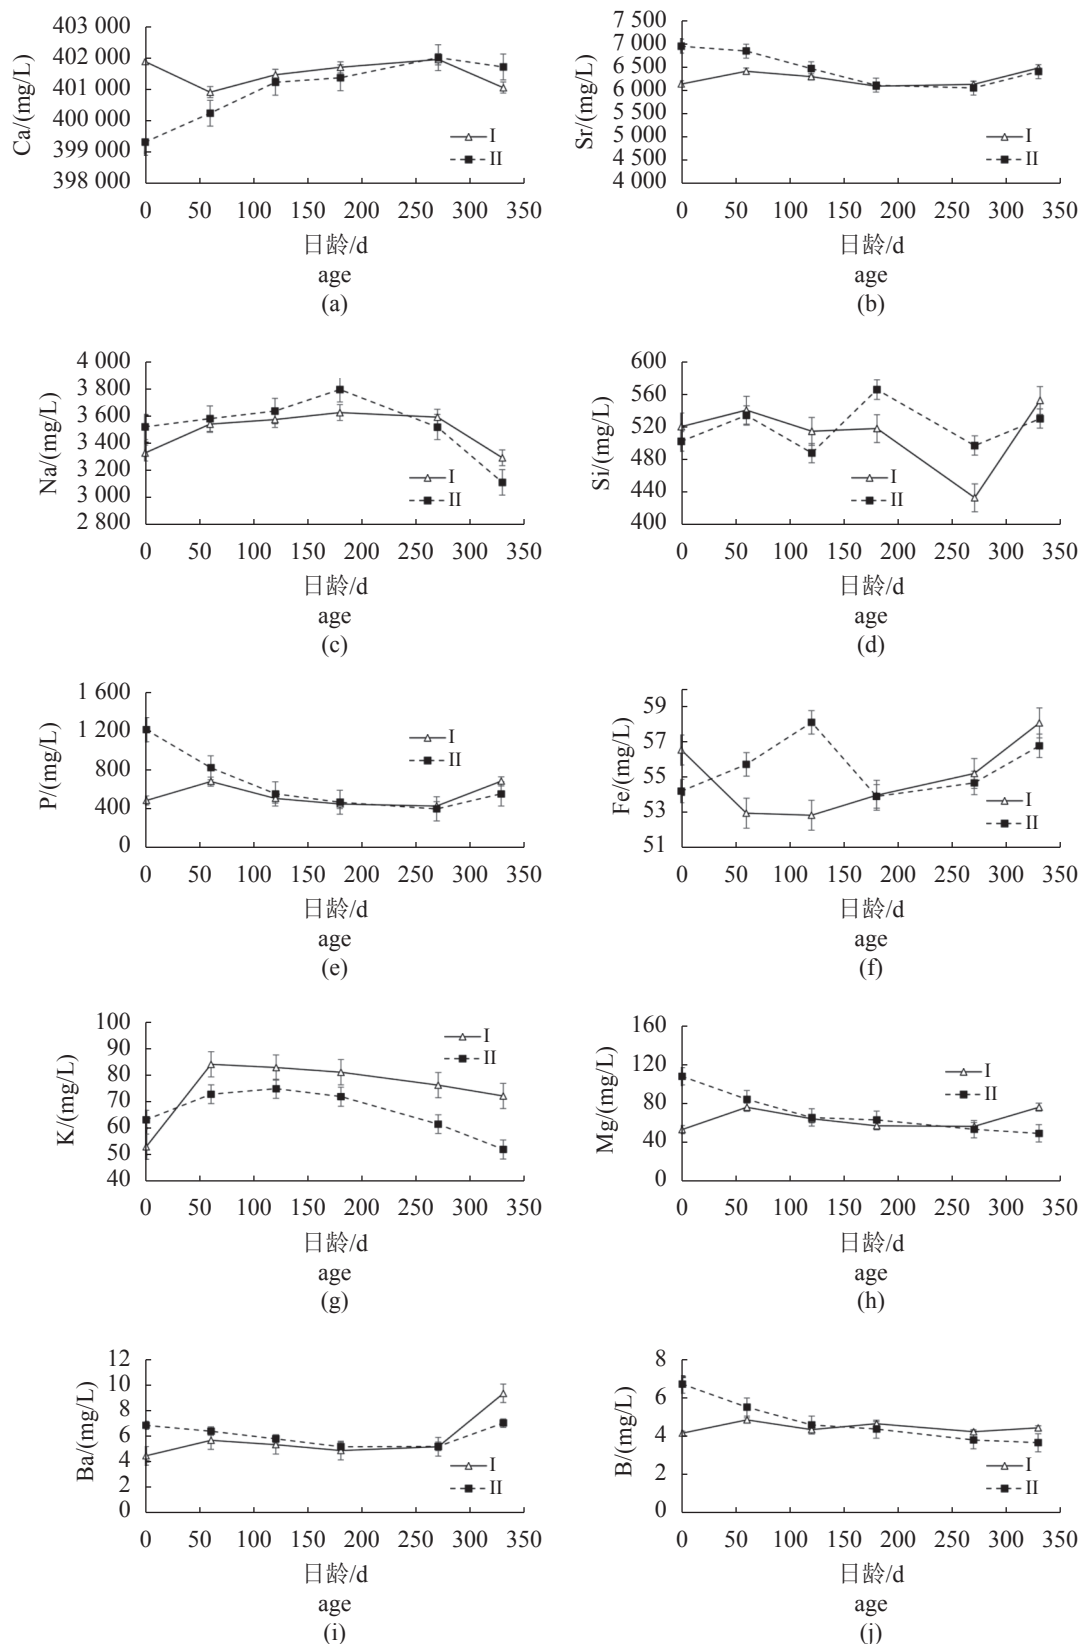 403 000
402 000
401 000
400 000
399 000
398 000
Ca/(mg/L)
I
II
0 50 100 150 200 250 300 350
日龄/d
age
(a)
7 500
7 000
6 500
6 000
5 500
5 000
4 500
4 000
Sr/(mg/L)
I
II
0 50 100 150 200 250 300 350
日龄/d
age
(b)
4 000
3 800
3 600
3 400
3 200
3 000
2 800
Na/(mg/L)
I
II
0 50 100 150 200 250 300 350
日龄/d
age
(c)
600
560
520
480
440
400
Si/(mg/L)
I
II
0 50 100 150 200 250 300 350
日龄/d
age
(d)
1 600
1 200
800
400
0
P/(mg/L)
I
II
0 50 100 150 200 250 300 350
日龄/d
age
(e)
59
57
55
53
51
Fe/(mg/L)
I
II
0 50 100 150 200 250 300 350
日龄/d
age
(f)
100
90
80
70
60
50
40
K/(mg/L)
I
II
0 50 100 150 200 250 300 350
日龄/d
age
(g)
160
120
80
40
0
Mg/(mg/L)
I
II
0 50 100 150 200 250 300 350
日龄/d
age
(h)
12
10
8
6
4
2
0
Ba/(mg/L)
I
II
0 50 100 150 200 250 300 350
日龄/d
age
(i)
8
6
4
2
0
B/(mg/L)
I
II
0 50 100 150 200 250 300 350
日龄/d
age
(j)